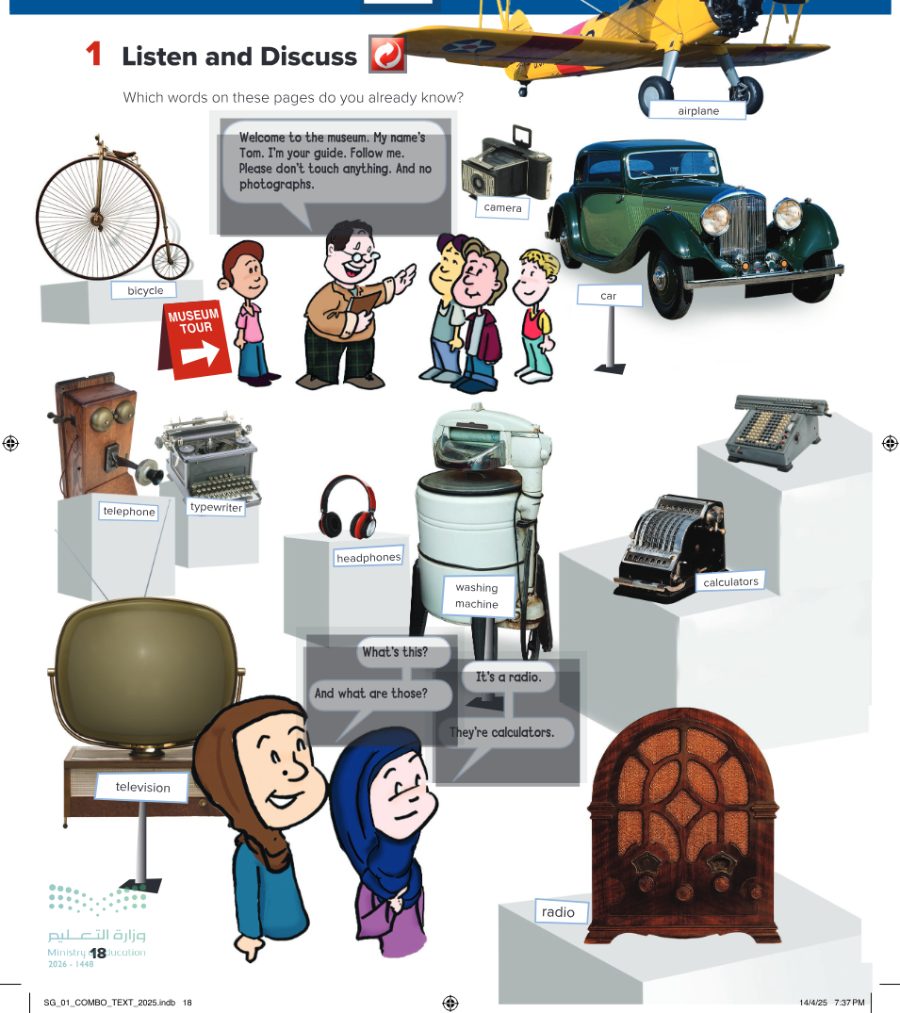 1 Listen and Discuss
Which words on these pages do you already know?
airplane
Welcome to the museum. My name's
Tom. I'm your guide. Follow me.
Please don't touch anything. And no
photographs.
camera
bicycle
car
MUSEUM
TOUR
telephone
typewriter
headphones
washing
machine
calculators
What's this?
It's a radio.
And what are those?
They're calculators.
television
radio
وزارة التعليم
Ministry of Education
18
2026 - 1448
SG_01_COMBO_TEXT_2025.indb 18
14/4/25 7:37 PM